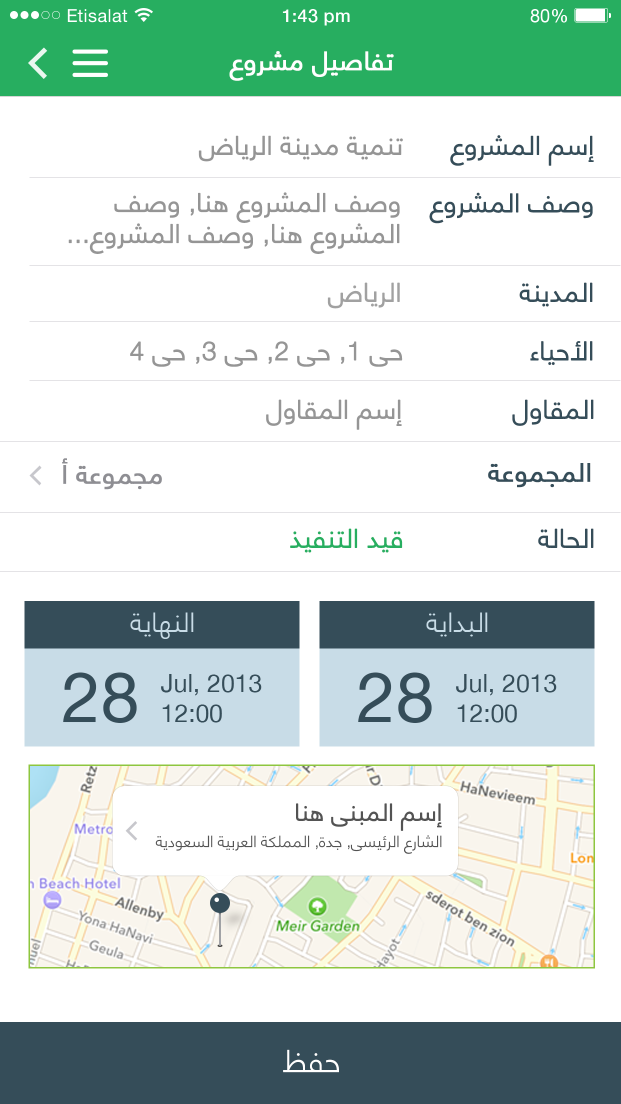 Etisalat 1:43 pm 80%
تفاصيل مشروع
إسم المشروع تنمية مدينة الرياض
وصف المشروع وصف المشروع هنا, وصف
المشروع هنا, وصف المشروع...
المدينة الرياض
الأحياء حى 1, حى 2, حى 3, حى 4
المقاول إسم المقاول
المجموعة مجموعة أ
الحالة قيد التنفيذ
البداية
28 Jul, 2013
12:00
النهاية
28 Jul, 2013
12:00
Retz
HaNevieem
إسم المبنى هنا
الشارع الرئيسى, جدة, المملكة العربية السعودية
Metro
Lon
n Beach Hotel
Allenby
Yona HaNavi
Geula
Meir Garden
sderot ben zion
Hayot
nuel
حفظ